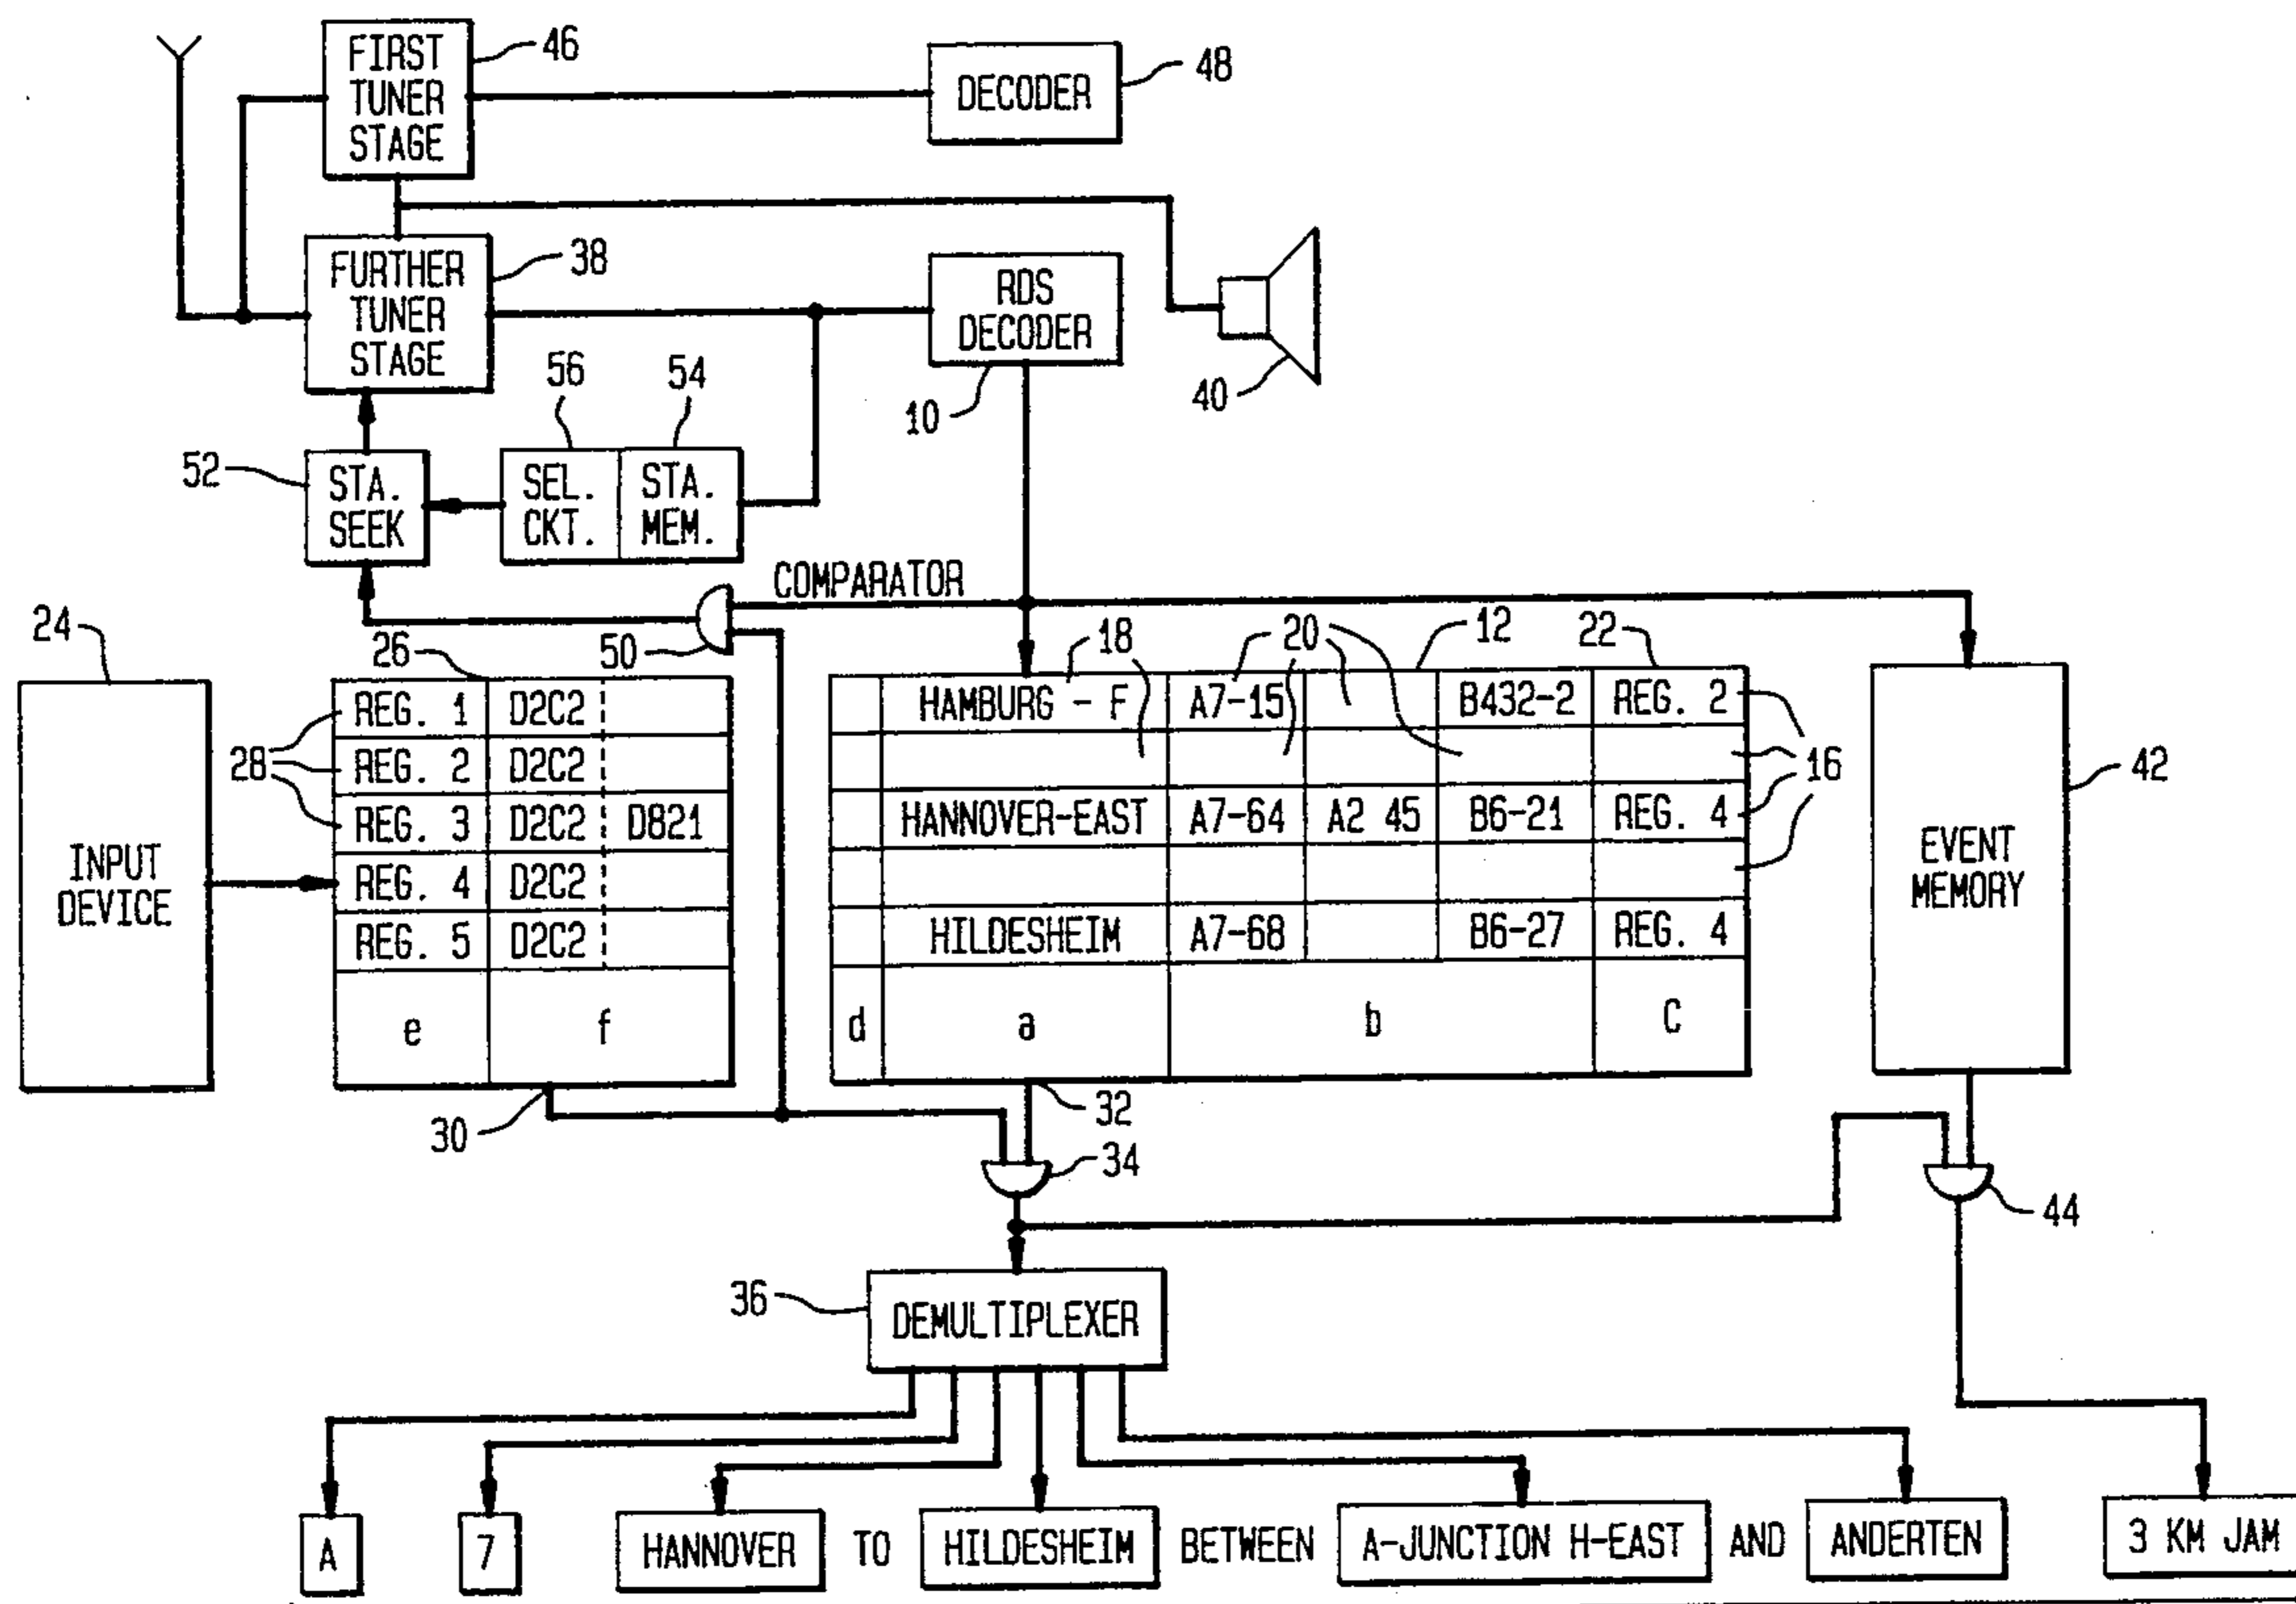 FIRST
TUNER
STAGE
46
DECODER
48
FURTHER
TUNER
STAGE
38
RDS
DECODER
10
40
56
54
52
STA.
SEEK
SEL.
CKT.
STA.
MEM.
COMPARATOR
50
24
INPUT
DEVICE
26
28
REG. 1 D2C2
REG. 2 D2C2
REG. 3 D2C2 D821
REG. 4 D2C2
REG. 5 D2C2
e f
30
18
20
12
22
HAMBURG - F A7-15 B432-2 REG. 2
HANNOVER-EAST A7-64 A2 45 B6-21 REG. 4
HILDESHEIM A7-68 B6-27 REG. 4
d a b C
16
32
EVENT
MEMORY
42
34
44
36
DEMULTIPLEXER
A 7 HANNOVER TO HILDESHEIM BETWEEN A-JUNCTION H-EAST AND ANDERTEN 3 KM JAM